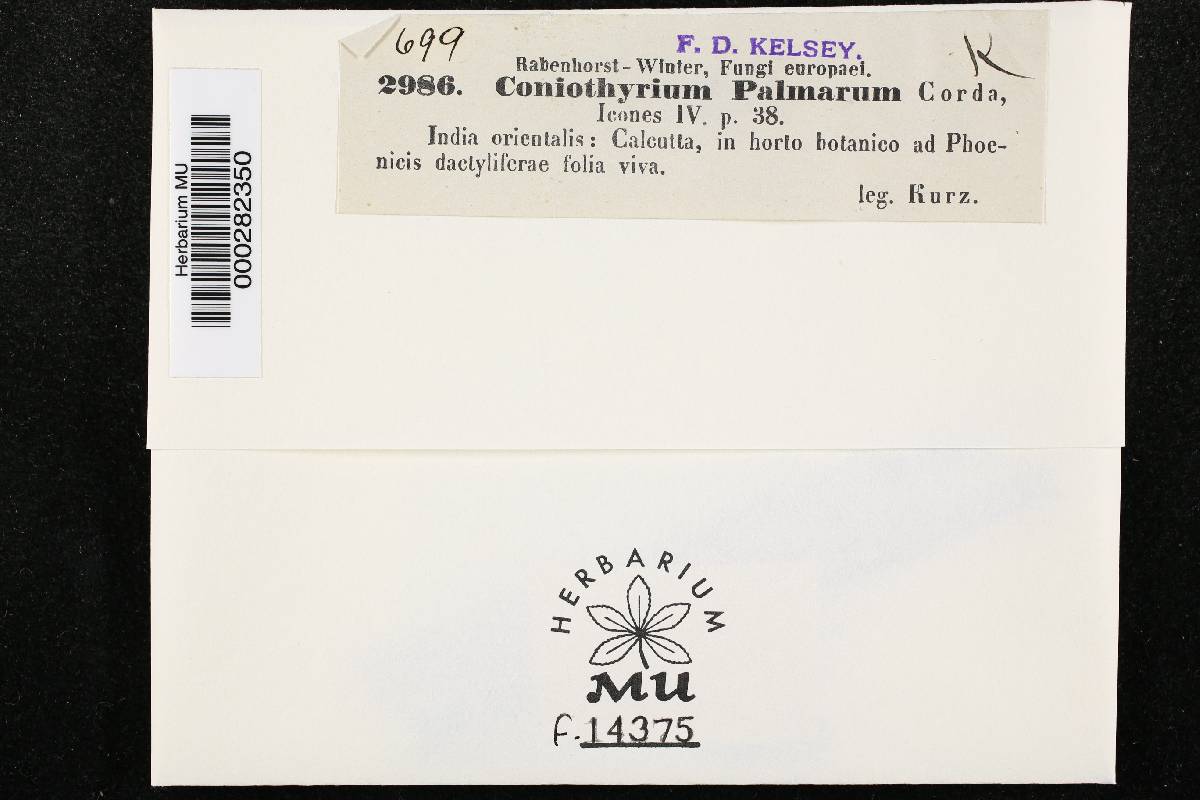 699
F. D. KELSEY.
K
Rabenhorst-Winter, Fungi europaei.
2986. Coniothyrium Palmarum Corda,
Icones IV. p. 38.
India orientalis: Calcutta, in horto botanico ad Phoe-
nicis dactyliferae folia viva.
leg. Kurz.
Herbarium MU
000282350
HERBARIUM
MU
F. 14375